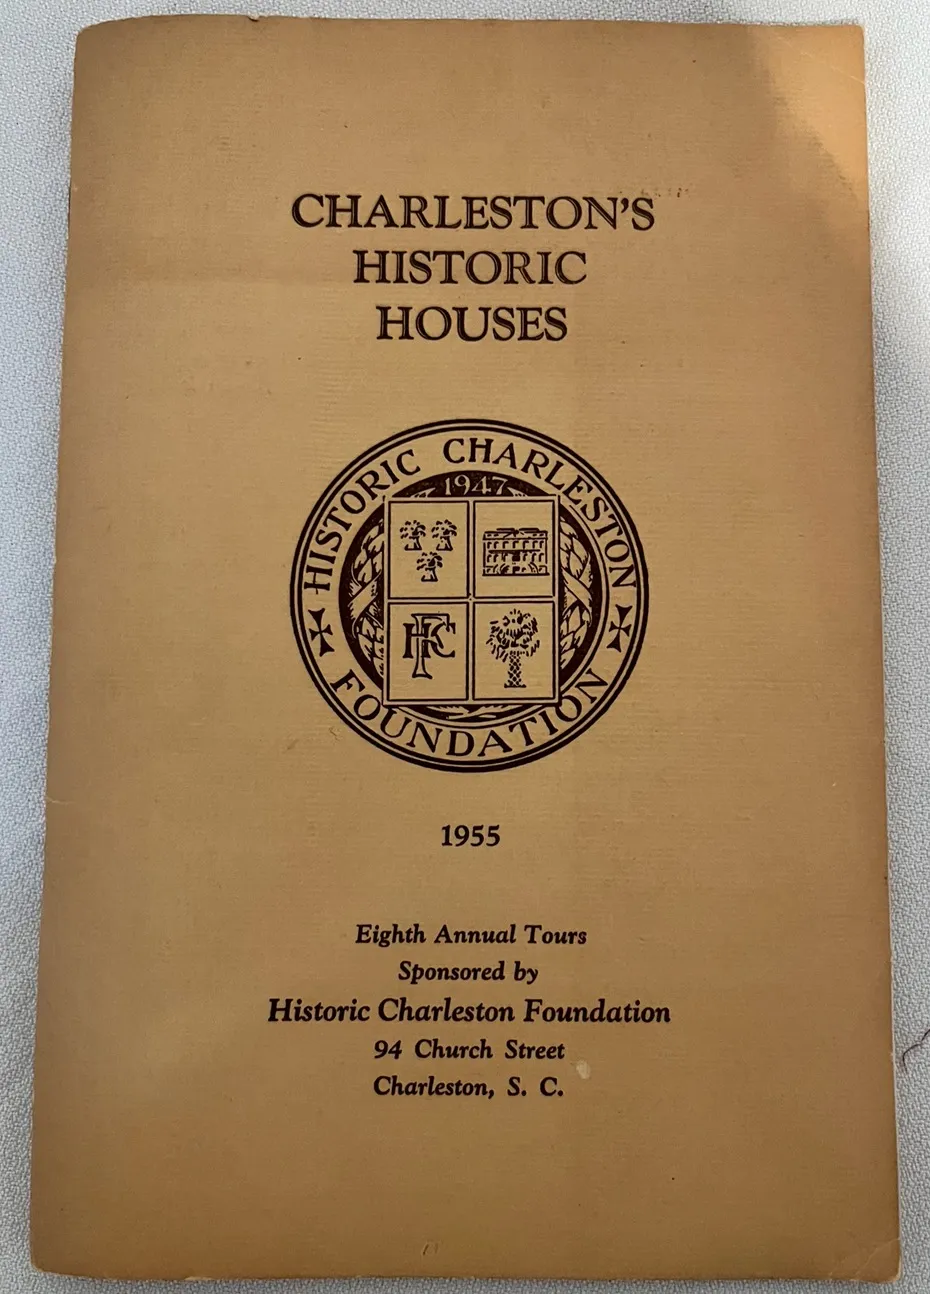 CHARLESTON'S
HISTORIC
HOUSES
HISTORIC CHARLESTON
1947
HFC
FOUNDATION
1955
Eighth Annual Tours
Sponsored by
Historic Charleston Foundation
94 Church Street
Charleston, S. C.